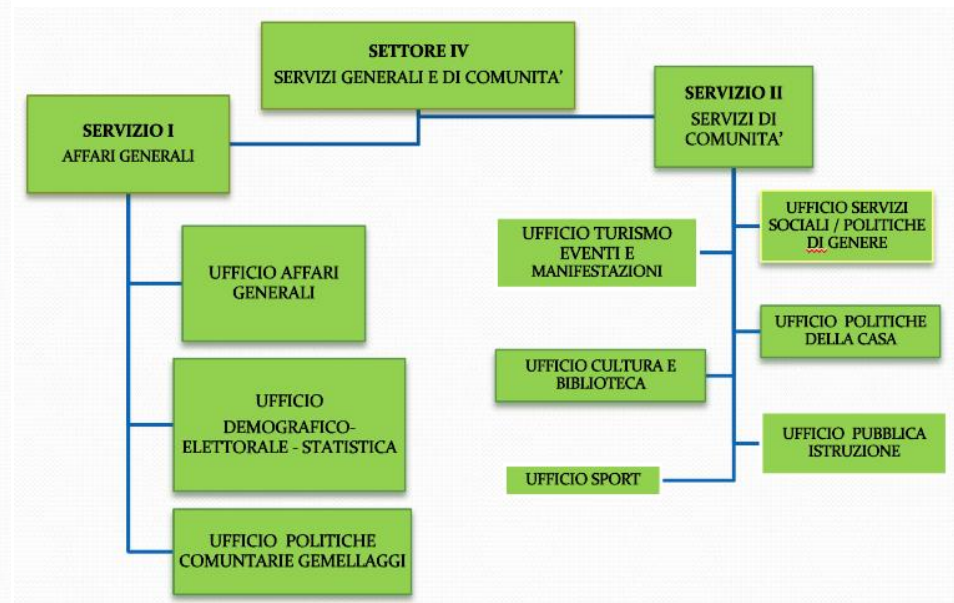 SETTORE IV
SERVIZI GENERALI E DI COMUNITA'
SERVIZIO I
AFFARI GENERALI
UFFICIO AFFARI
GENERALI
UFFICIO
DEMOGRAFICO-
ELETTORALE - STATISTICA
UFFICIO POLITICHE
COMUNTARIE GEMELLAGGI
SERVIZIO II
SERVIZI DI
COMUNITA'
UFFICIO TURISMO
EVENTI E
MANIFESTAZIONI
UFFICIO CULTURA E
BIBLIOTECA
UFFICIO SPORT
UFFICIO SERVIZI
SOCIALI / POLITICHE
DI GENERE
UFFICIO POLITICHE
DELLA CASA
UFFICIO PUBBLICA
ISTRUZIONE